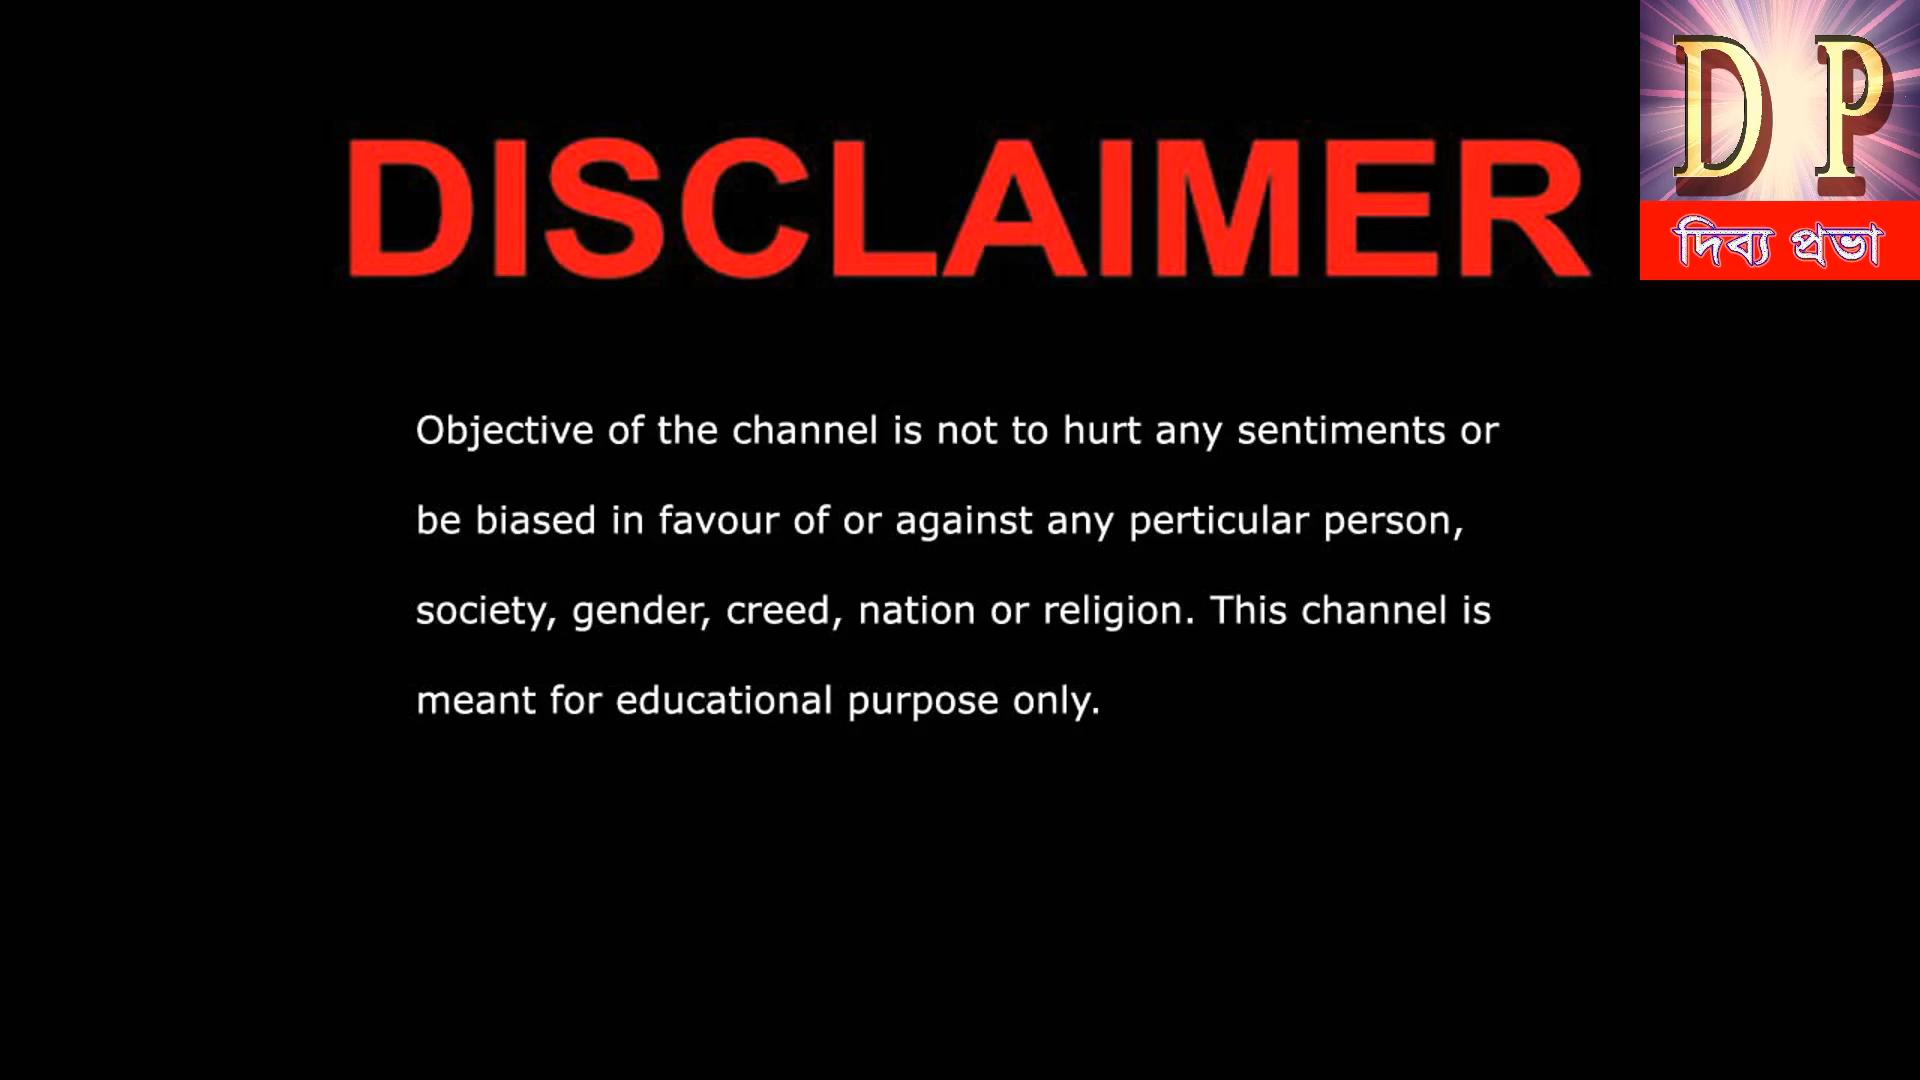 D P
দিব্য প্রভা
DISCLAIMER
Objective of the channel is not to hurt any sentiments or
be biased in favour of or against any perticular person,
society, gender, creed, nation or religion. This channel is
meant for educational purpose only.